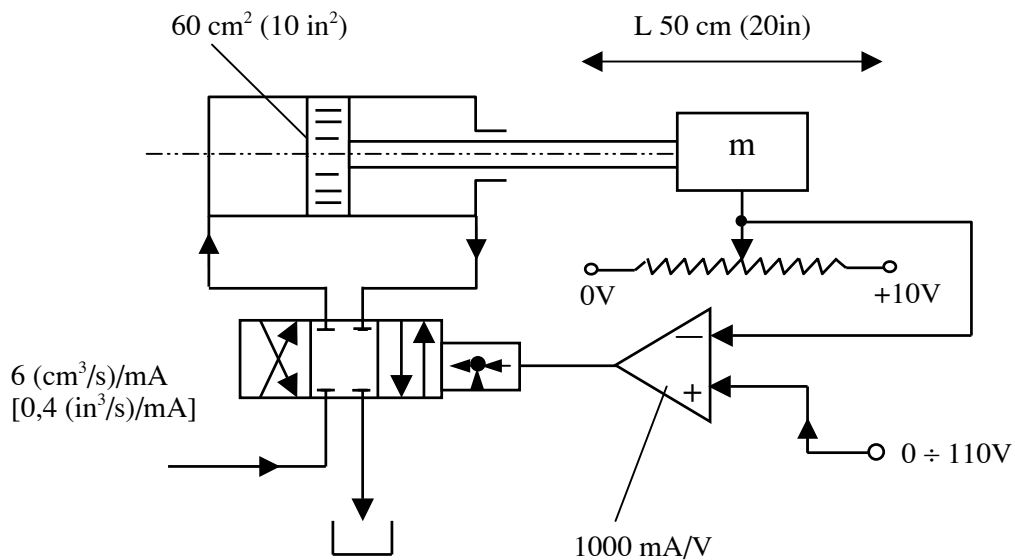 60 cm² (10 in²)
L 50 cm (20in)
m
0V
+10V
6 (cm³/s)/mA
[0,4 (in³/s)/mA]
—
+
0 ÷ 110V
1000 mA/V